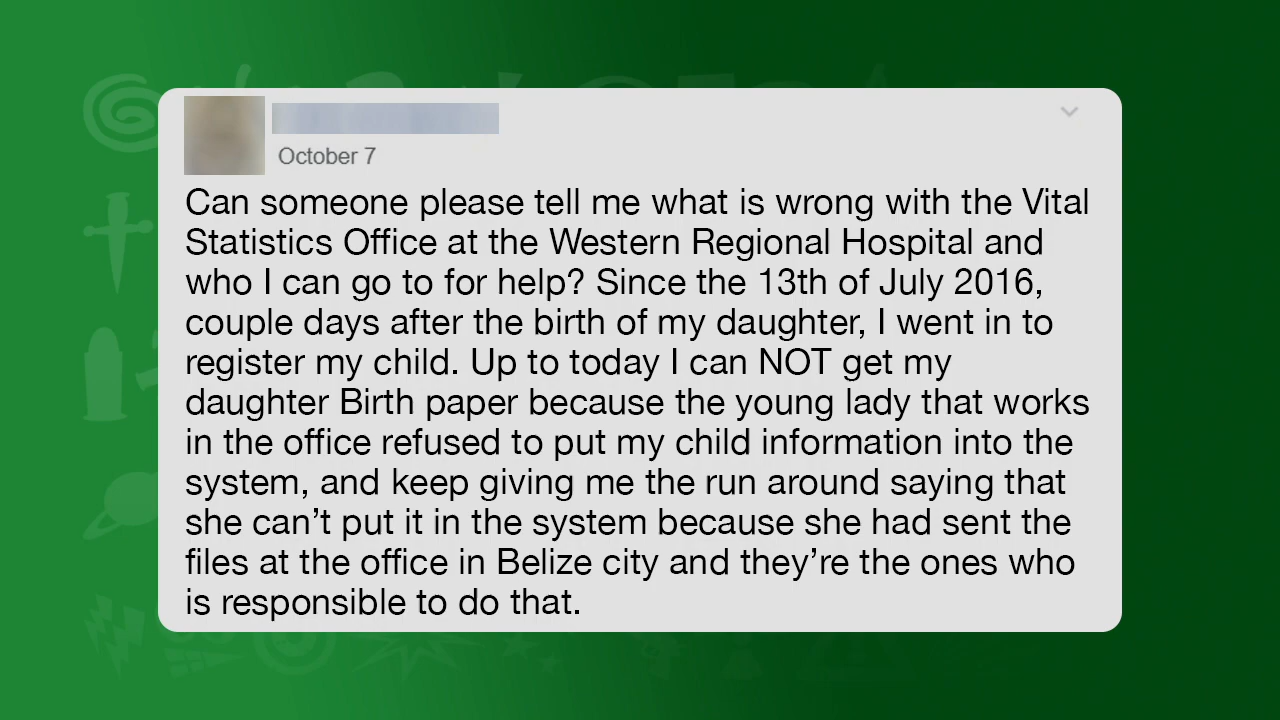 October 7
Can someone please tell me what is wrong with the Vital
Statistics Office at the Western Regional Hospital and
who I can go to for help? Since the 13th of July 2016,
couple days after the birth of my daughter, I went in to
register my child. Up to today I can NOT get my
daughter Birth paper because the young lady that works
in the office refused to put my child information into the
system, and keep giving me the run around saying that
she can’t put it in the system because she had sent the
files at the office in Belize city and they’re the ones who
is responsible to do that.